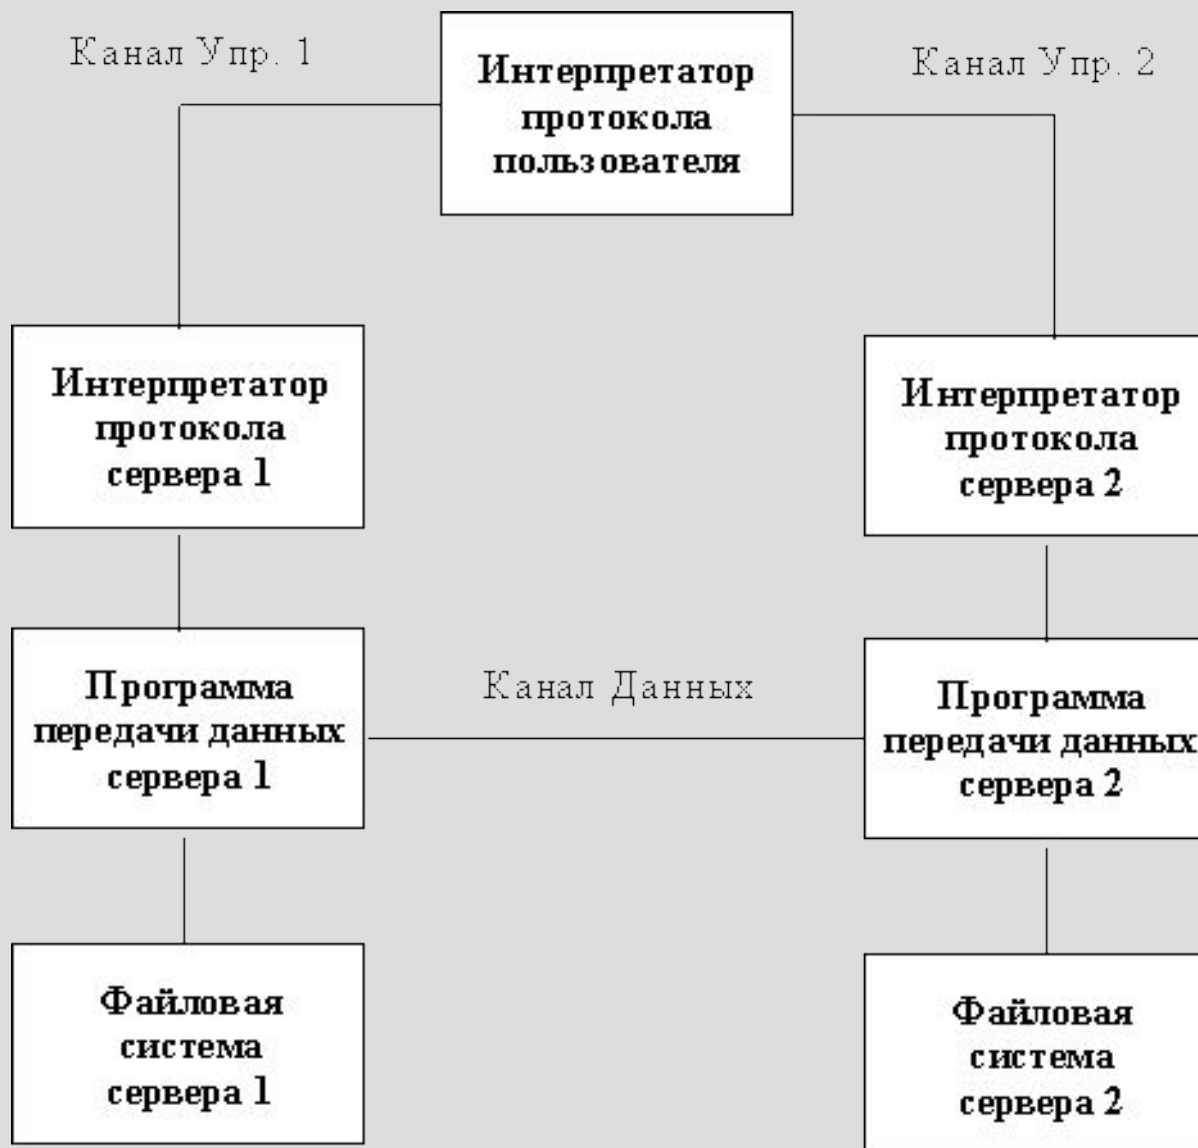 Канал Упр. 1
Интерпретатор
протокола
пользователя
Канал Упр. 2
Интерпретатор
протокола
сервера 1
Интерпретатор
протокола
сервера 2
Программа
передачи данных
сервера 1
Канал Данных
Программа
передачи данных
сервера 2
Файловая
система
сервера 1
Файловая
система
сервера 2